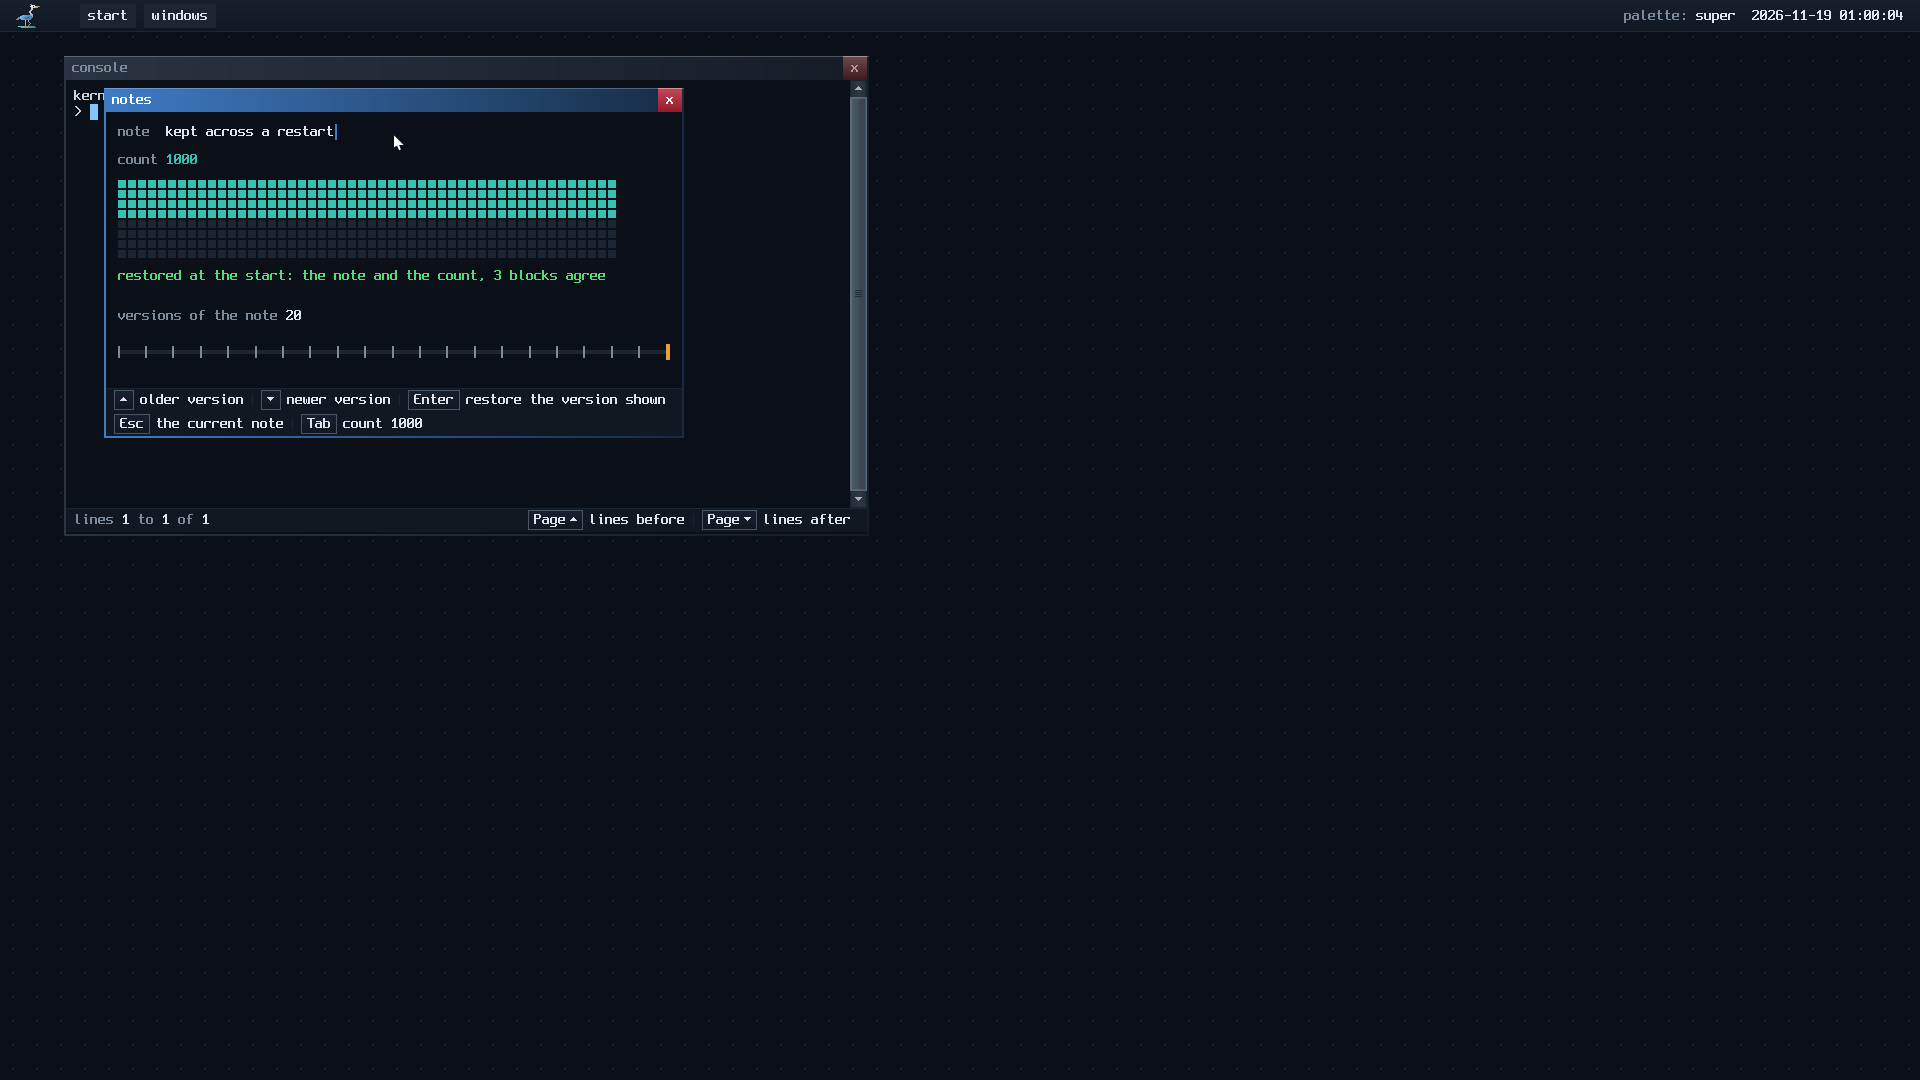 start windows palette: super 2026-11-19 01:00:04
console x
kern
>
notes x
note kept across a restart
count 1000
restored at the start: the note and the count, 3 blocks agree
versions of the note 20
older version newer version Enter restore the version shown
Esc the current note Tab count 1000
lines 1 to 1 of 1 Page lines before Page lines after